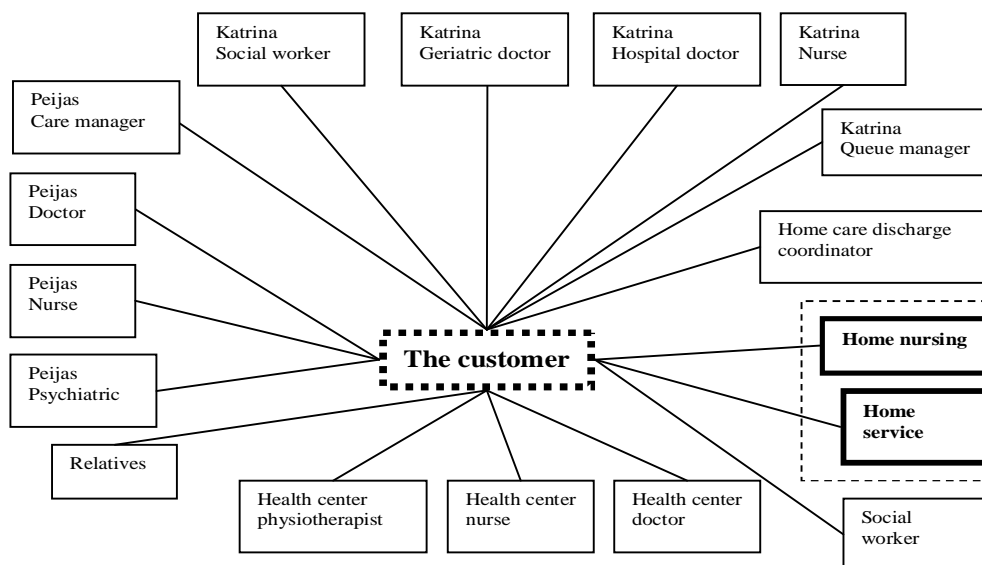 Katrina
Social worker
Katrina
Geriatric doctor
Katrina
Hospital doctor
Katrina
Nurse
Peijas
Care manager
Katrina
Queue manager
Peijas
Doctor
Home care discharge
coordinator
Peijas
Nurse
The customer
Home nursing
Peijas
Psychiatric
Home
service
Relatives
Health center
physiotherapist
Health center
nurse
Health center
doctor
Social
worker